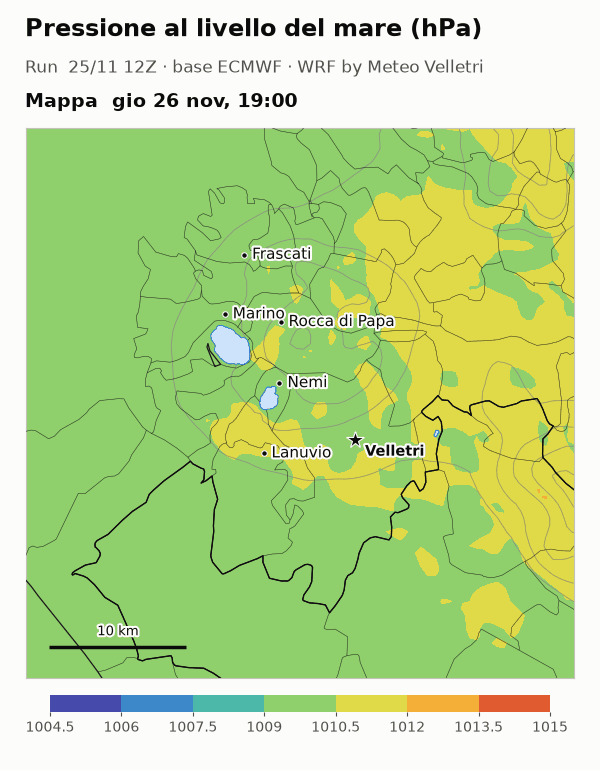 Pressione al livello del mare (hPa)
Run  25/11 12Z · base ECMWF · WRF by Meteo Velletri
Mappa  gio 26 nov, 19:00
Frascati
Marino
Rocca di Papa
Nemi
Velletri
Lanuvio
10 km
1004.5 1006 1007.5 1009 1010.5 1012 1013.5 1015